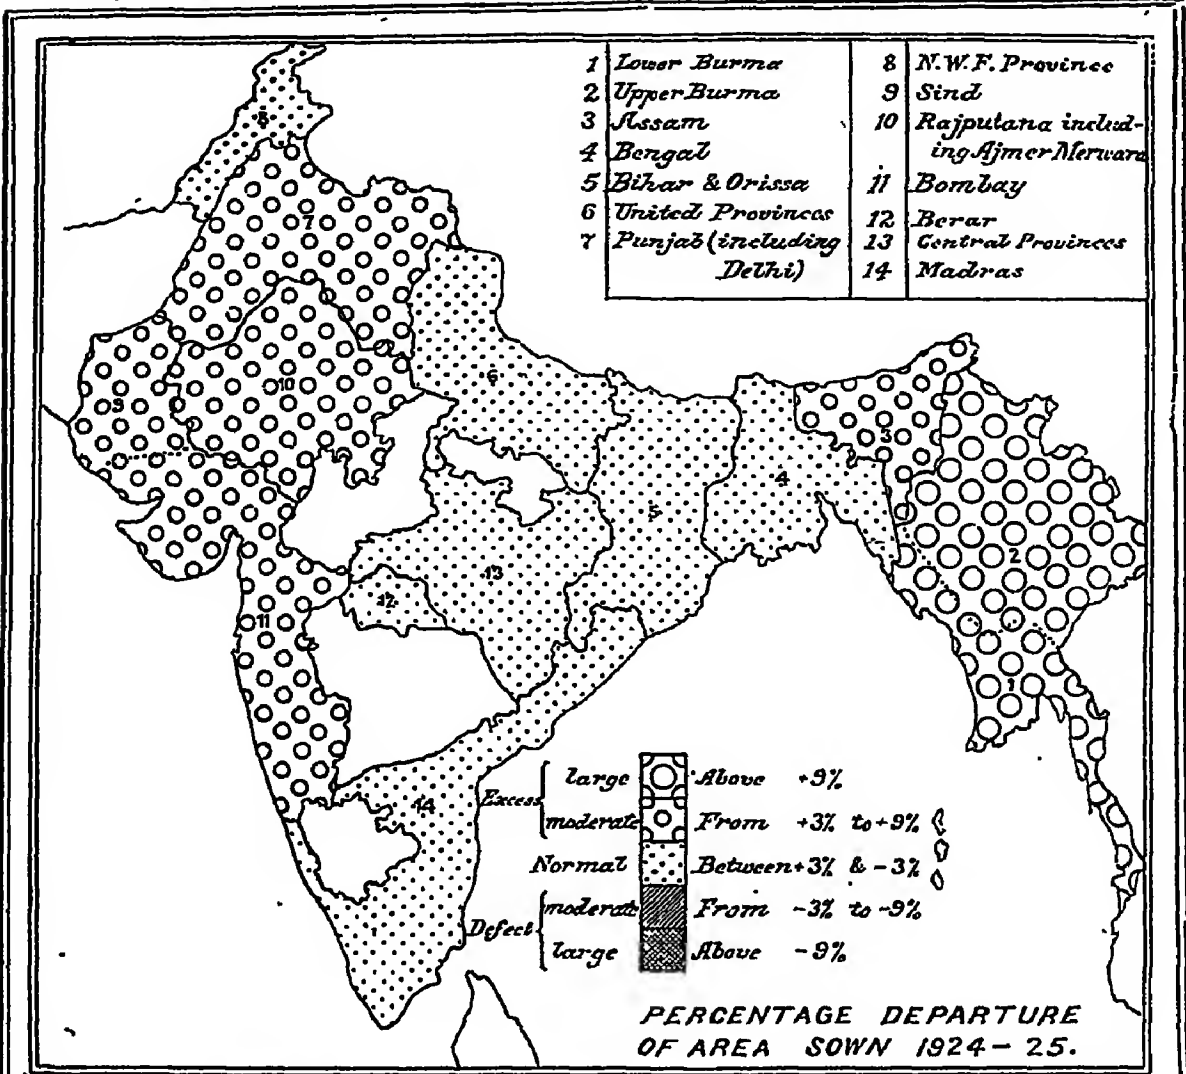 1 Lower Burma
2 Upper Burma
3 Assam
4 Bengal
5 Bihar & Orissa
6 United Provinces
7 Punjab (including
Delhi)
8 N.W.F. Province
9 Sind
10 Rajputana includ-
ing Ajmer Merwara
11 Bombay
12 Berar
13 Central Provinces
14 Madras
8
7
10
9
6
3
4
5
2
13
12
11
1
14
Excess
large Above +9%
moderate From +3% to +9%
Normal Between +3% & -3%
Defect
moderate From -3% to -9%
large Above -9%
PERCENTAGE DEPARTURE
OF AREA SOWN 1924-25.